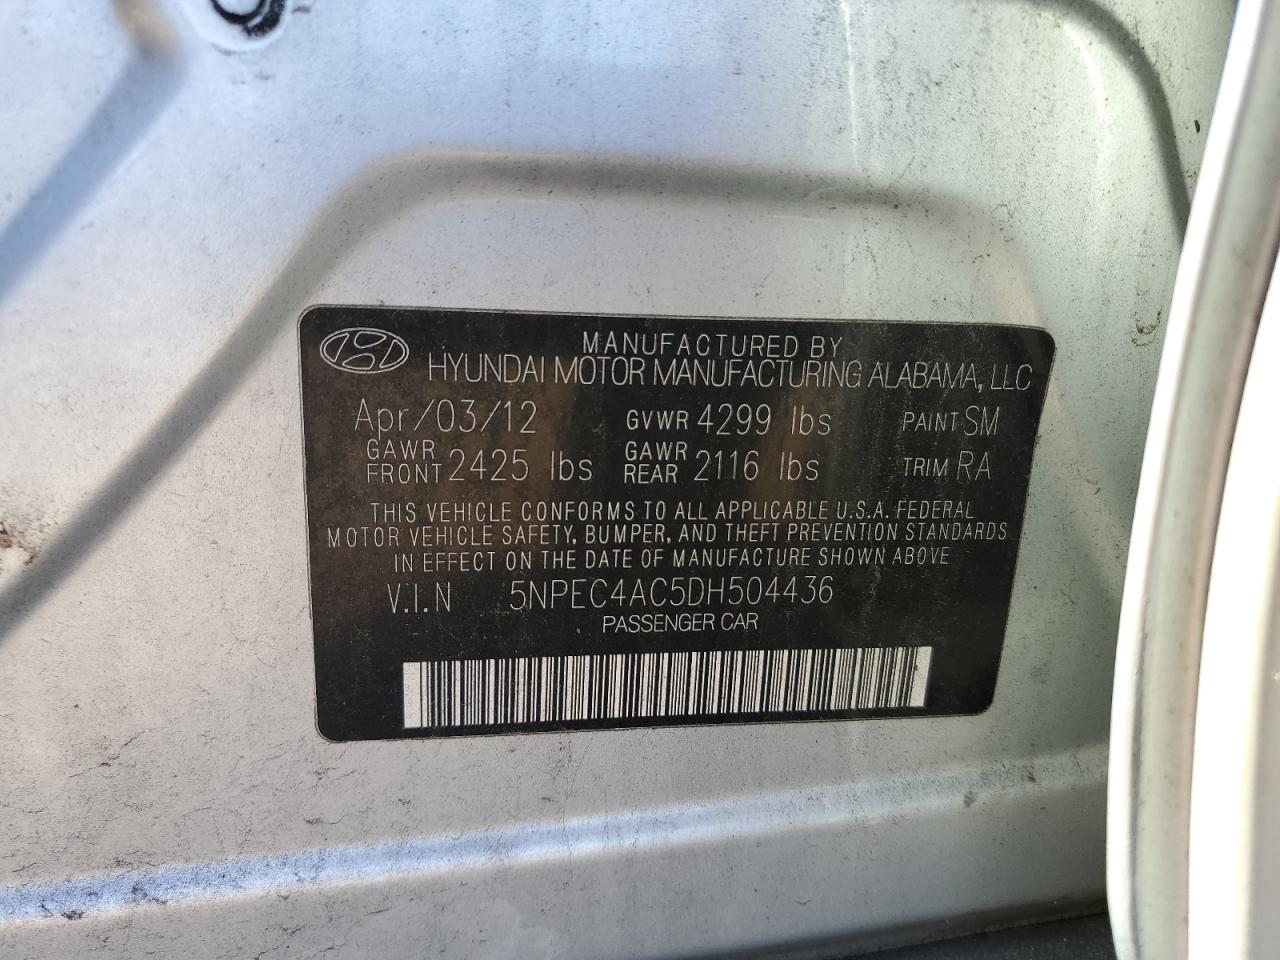 MANUFACTURED BY
HYUNDAI MOTOR MANUFACTURING ALABAMA, LLC
Apr/03/12 GVWR 4299 lbs PAINT SM
GAWR FRONT 2425 lbs GAWR REAR 2116 lbs TRIM RA
THIS VEHICLE CONFORMS TO ALL APPLICABLE U.S.A. FEDERAL
MOTOR VEHICLE SAFETY, BUMPER, AND THEFT PREVENTION STANDARDS
IN EFFECT ON THE DATE OF MANUFACTURE SHOWN ABOVE
V.I.N 5NPEC4AC5DH504436
PASSENGER CAR